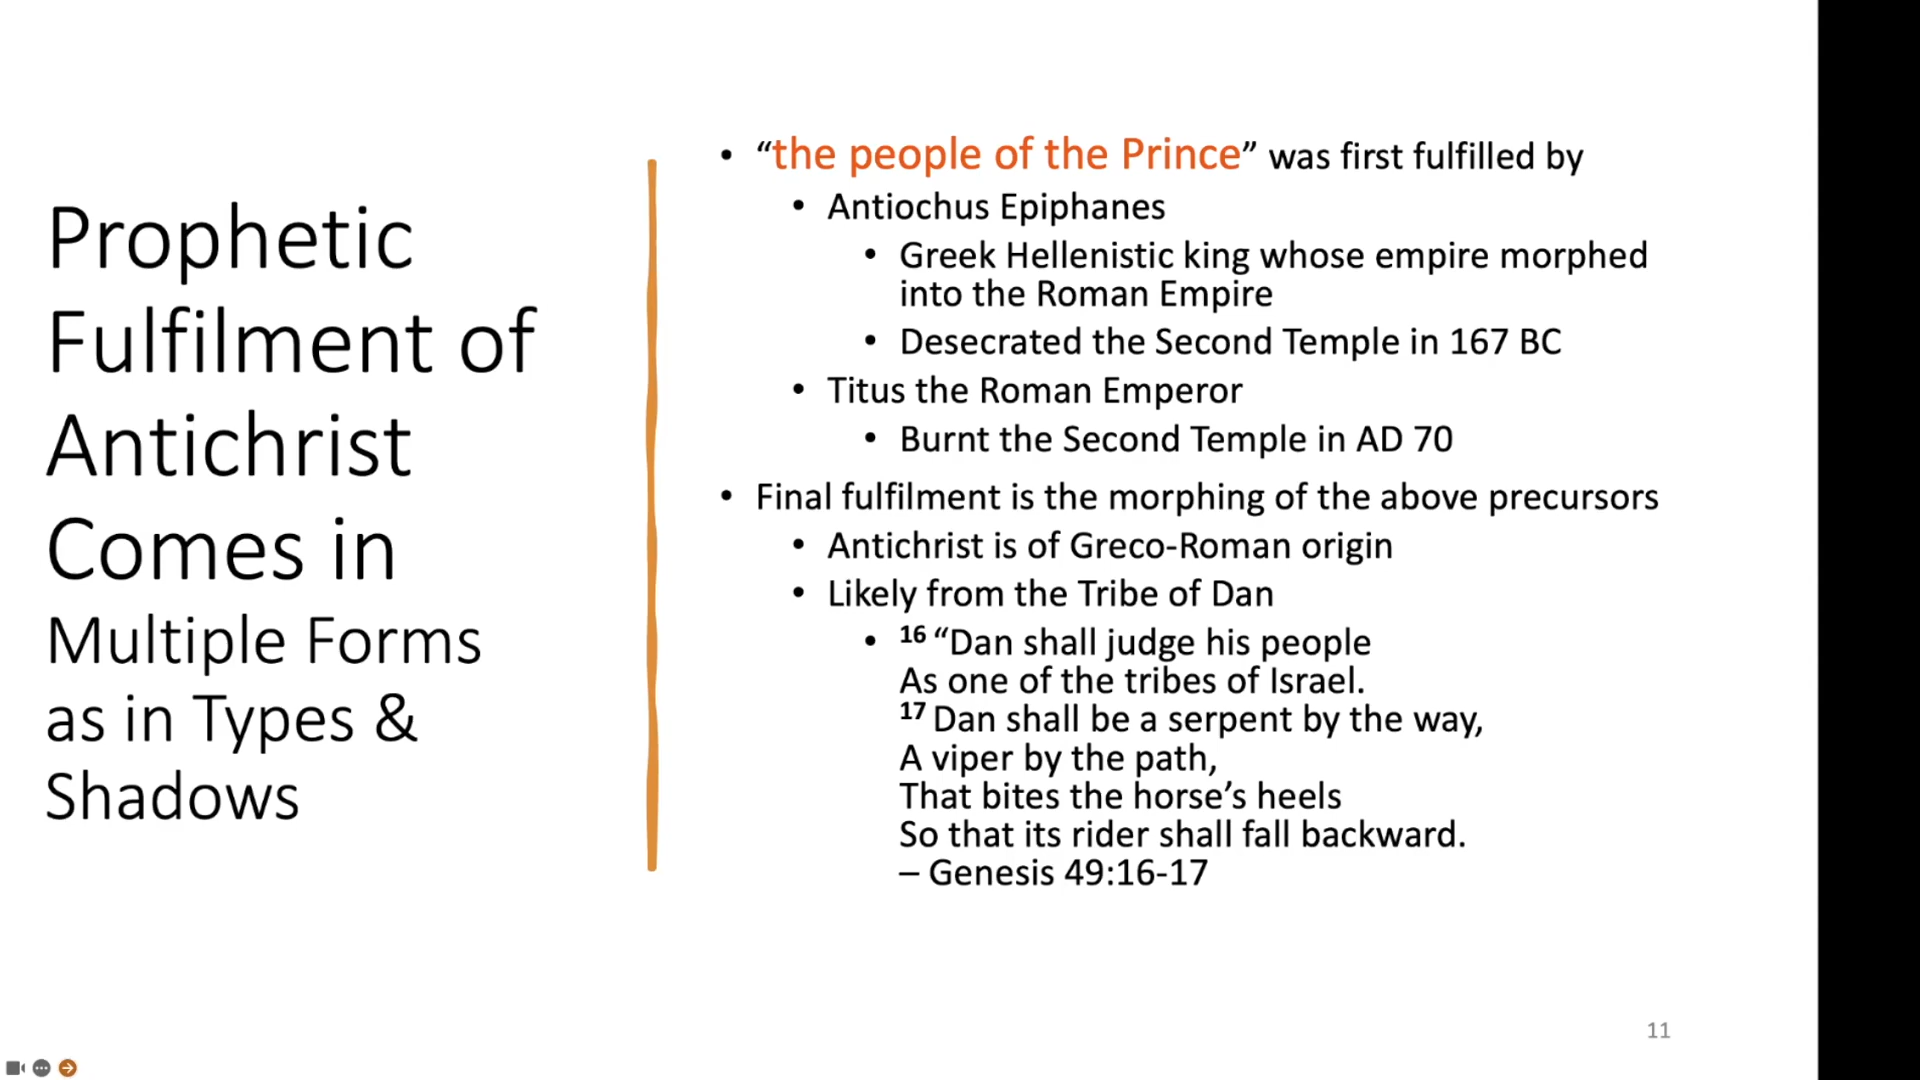 Prophetic
Fulfilment of
Antichrist
Comes in
Multiple Forms
as in Types &
Shadows
• “the people of the Prince” was first fulfilled by
• Antiochus Epiphanes
• Greek Hellenistic king whose empire morphed
into the Roman Empire
• Desecrated the Second Temple in 167 BC
• Titus the Roman Emperor
• Burnt the Second Temple in AD 70
• Final fulfilment is the morphing of the above precursors
• Antichrist is of Greco-Roman origin
• Likely from the Tribe of Dan
• 16 “Dan shall judge his people
As one of the tribes of Israel.
17 Dan shall be a serpent by the way,
A viper by the path,
That bites the horse’s heels
So that its rider shall fall backward.
– Genesis 49:16-17
11